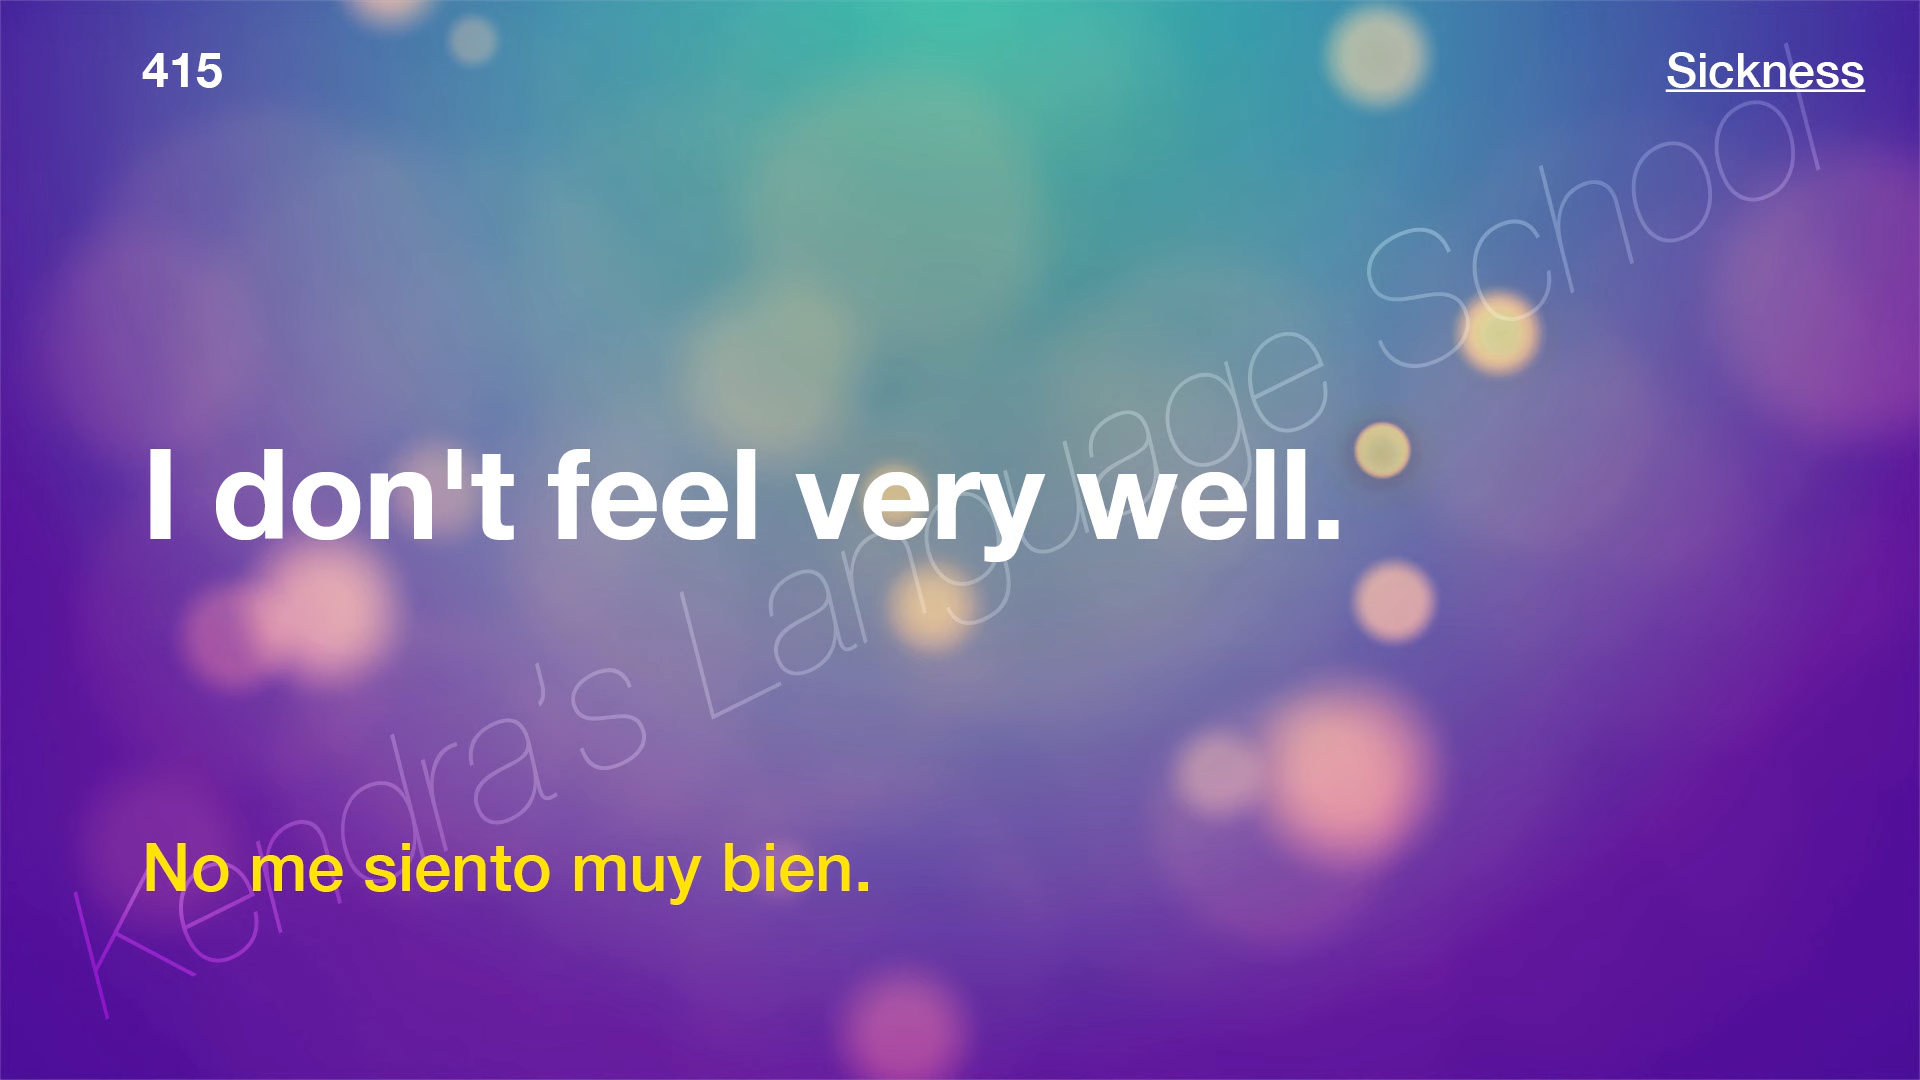 415
Sickness
I don't feel very well.
No me siento muy bien.
Kendra’s Language School